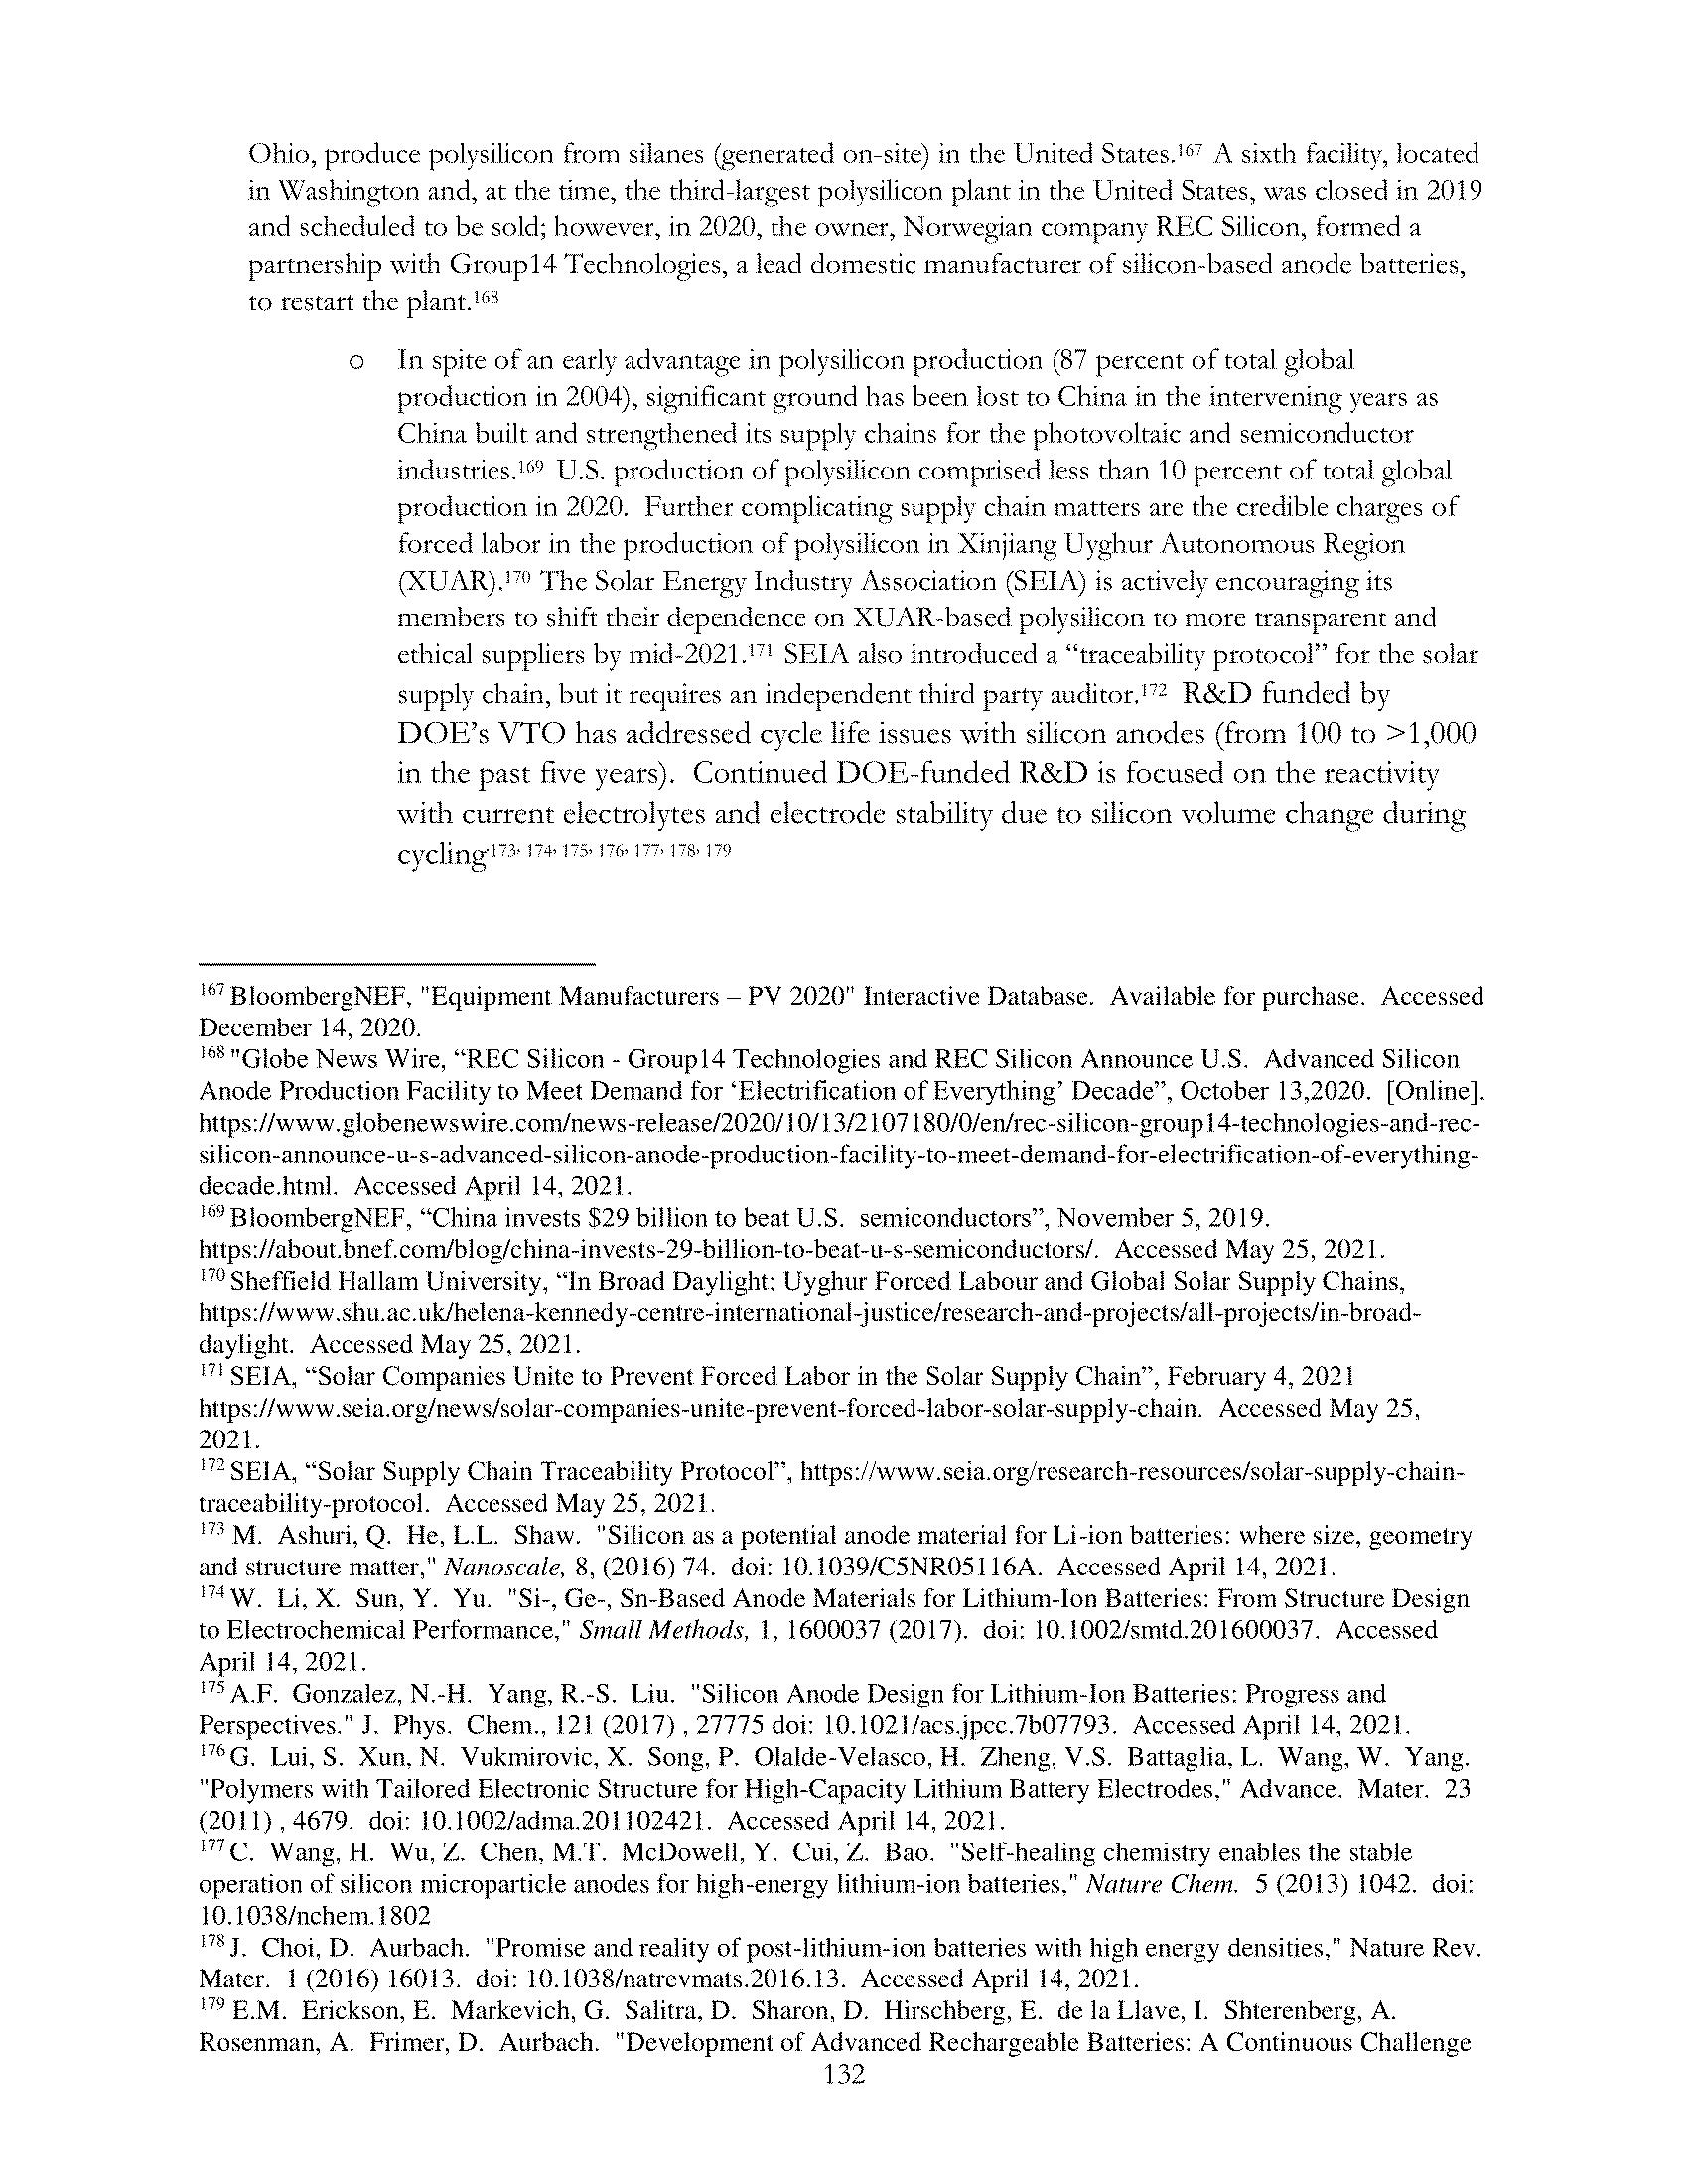 Ohio, produce polysilicon from silanes (generated on-site) in the United States.167 A sixth facility, located
in Washington and, at the time, the third-largest polysilicon plant in the United States, was closed in 2019
and scheduled to be sold; however, in 2020, the owner, Norwegian company REC Silicon, formed a
partnership with Group14 Technologies, a lead domestic manufacturer of silicon-based anode batteries,
to restart the plant.168
o In spite of an early advantage in polysilicon production (87 percent of total global
production in 2004), significant ground has been lost to China in the intervening years as
China built and strengthened its supply chains for the photovoltaic and semiconductor
industries.169 U.S. production of polysilicon comprised less than 10 percent of total global
production in 2020. Further complicating supply chain matters are the credible charges of
forced labor in the production of polysilicon in Xinjiang Uyghur Autonomous Region
(XUAR).170 The Solar Energy Industry Association (SEIA) is actively encouraging its
members to shift their dependence on XUAR-based polysilicon to more transparent and
ethical suppliers by mid-2021.171 SEIA also introduced a “traceability protocol” for the solar
supply chain, but it requires an independent third party auditor.172 R&D funded by
DOE’s VTO has addressed cycle life issues with silicon anodes (from 100 to >1,000
in the past five years). Continued DOE-funded R&D is focused on the reactivity
with current electrolytes and electrode stability due to silicon volume change during
cycling173, 174, 175, 176, 177, 178, 179
167 BloombergNEF, "Equipment Manufacturers – PV 2020" Interactive Database. Available for purchase. Accessed
December 14, 2020.
168 "Globe News Wire, “REC Silicon - Group14 Technologies and REC Silicon Announce U.S. Advanced Silicon
Anode Production Facility to Meet Demand for ‘Electrification of Everything’ Decade”, October 13,2020. [Online].
https://www.globenewswire.com/news-release/2020/10/13/2107180/0/en/rec-silicon-group14-technologies-and-rec-
silicon-announce-u-s-advanced-silicon-anode-production-facility-to-meet-demand-for-electrification-of-everything-
decade.html. Accessed April 14, 2021.
169 BloombergNEF, “China invests $29 billion to beat U.S. semiconductors”, November 5, 2019.
https://about.bnef.com/blog/china-invests-29-billion-to-beat-u-s-semiconductors/. Accessed May 25, 2021.
170 Sheffield Hallam University, “In Broad Daylight: Uyghur Forced Labour and Global Solar Supply Chains,
https://www.shu.ac.uk/helena-kennedy-centre-international-justice/research-and-projects/all-projects/in-broad-
daylight. Accessed May 25, 2021.
171 SEIA, “Solar Companies Unite to Prevent Forced Labor in the Solar Supply Chain”, February 4, 2021
https://www.seia.org/news/solar-companies-unite-prevent-forced-labor-solar-supply-chain. Accessed May 25,
2021.
172 SEIA, “Solar Supply Chain Traceability Protocol”, https://www.seia.org/research-resources/solar-supply-chain-
traceability-protocol. Accessed May 25, 2021.
173 M. Ashuri, Q. He, L.L. Shaw. "Silicon as a potential anode material for Li-ion batteries: where size, geometry
and structure matter," Nanoscale, 8, (2016) 74. doi: 10.1039/C5NR05116A. Accessed April 14, 2021.
174 W. Li, X. Sun, Y. Yu. "Si-, Ge-, Sn-Based Anode Materials for Lithium-Ion Batteries: From Structure Design
to Electrochemical Performance," Small Methods, 1, 1600037 (2017). doi: 10.1002/smtd.201600037. Accessed
April 14, 2021.
175 A.F. Gonzalez, N.-H. Yang, R.-S. Liu. "Silicon Anode Design for Lithium-Ion Batteries: Progress and
Perspectives." J. Phys. Chem., 121 (2017) , 27775 doi: 10.1021/acs.jpcc.7b07793. Accessed April 14, 2021.
176 G. Lui, S. Xun, N. Vukmirovic, X. Song, P. Olalde-Velasco, H. Zheng, V.S. Battaglia, L. Wang, W. Yang.
"Polymers with Tailored Electronic Structure for High-Capacity Lithium Battery Electrodes," Advance. Mater. 23
(2011) , 4679. doi: 10.1002/adma.201102421. Accessed April 14, 2021.
177 C. Wang, H. Wu, Z. Chen, M.T. McDowell, Y. Cui, Z. Bao. "Self-healing chemistry enables the stable
operation of silicon microparticle anodes for high-energy lithium-ion batteries," Nature Chem. 5 (2013) 1042. doi:
10.1038/nchem.1802
178 J. Choi, D. Aurbach. "Promise and reality of post-lithium-ion batteries with high energy densities," Nature Rev.
Mater. 1 (2016) 16013. doi: 10.1038/natrevmats.2016.13. Accessed April 14, 2021.
179 E.M. Erickson, E. Markevich, G. Salitra, D. Sharon, D. Hirschberg, E. de la Llave, I. Shterenberg, A.
Rosenman, A. Frimer, D. Aurbach. "Development of Advanced Rechargeable Batteries: A Continuous Challenge
132